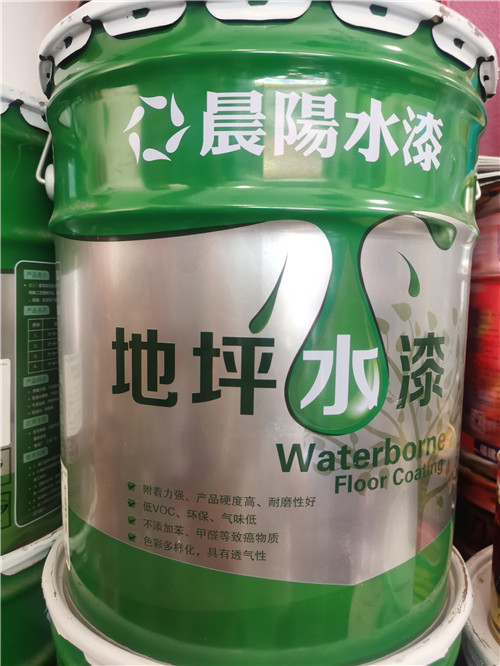 晨陽水漆
地坪水漆
Waterborne
Floor Coating
附着力强、产品硬度高、耐磨性好
低VOC、环保、气味低
不添加苯、甲醛等致癌物质
色彩多样化，具有透气性